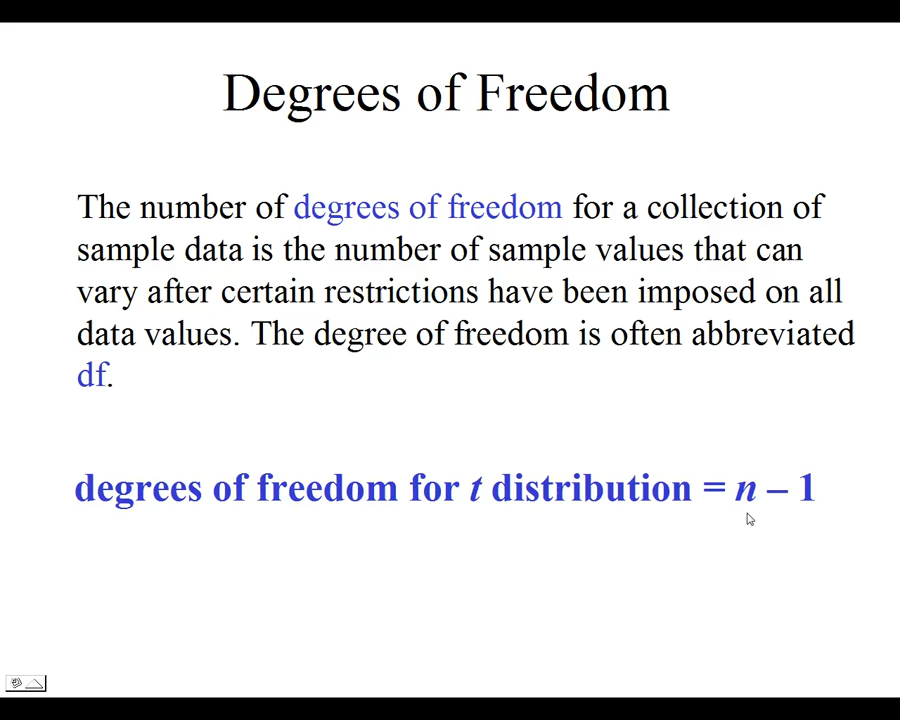 Degrees of Freedom
The number of degrees of freedom for a collection of
sample data is the number of sample values that can
vary after certain restrictions have been imposed on all
data values. The degree of freedom is often abbreviated
df.
degrees of freedom for t distribution = n – 1